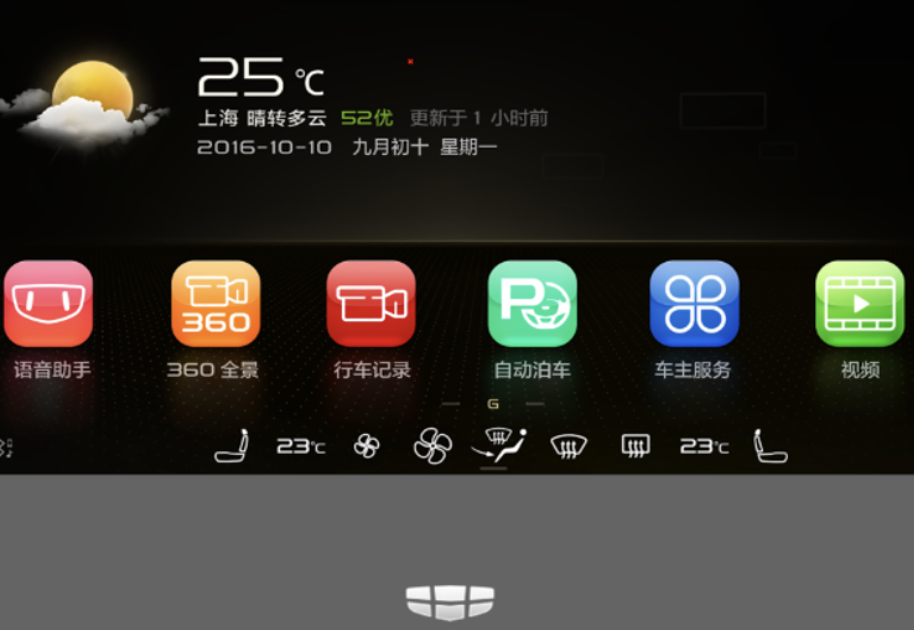 25 ℃
上海 晴转多云 52优 更新于 1 小时前
2016-10-10 九月初十 星期一
360
P
语音助手 360 全景 行车记录 自动泊车 车主服务 视频
G
23℃ 23℃